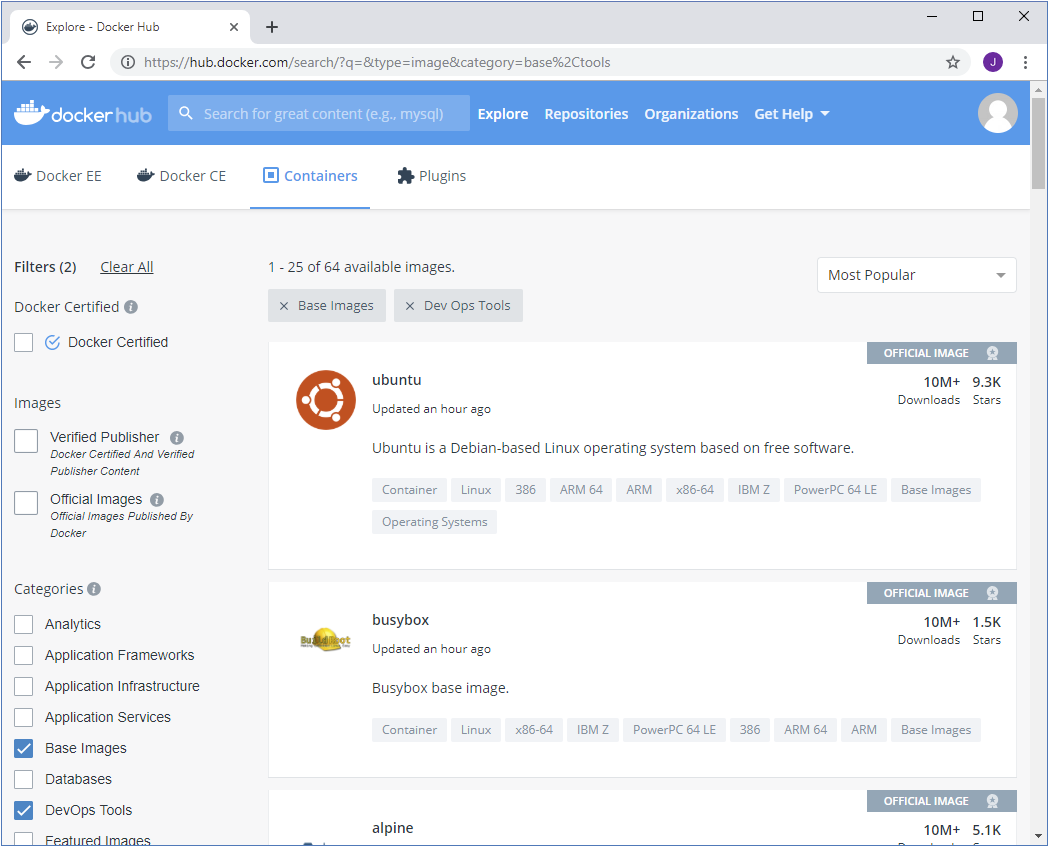 Explore - Docker Hub
https://hub.docker.com/search/?q=&type=image&category=base%2Ctools
J
docker hub
Search for great content (e.g., mysql)
Explore
Repositories
Organizations
Get Help
Docker EE
Docker CE
Containers
Plugins
Filters (2)
Clear All
1 - 25 of 64 available images.
Most Popular
Base Images
Dev Ops Tools
Docker Certified
Docker Certified
Images
Verified Publisher
Docker Certified And Verified
Publisher Content
Official Images
Official Images Published By
Docker
Categories
Analytics
Application Frameworks
Application Infrastructure
Application Services
Base Images
Databases
DevOps Tools
Featured Images
OFFICIAL IMAGE
ubuntu
10M+ 9.3K
Downloads Stars
Updated an hour ago
Ubuntu is a Debian-based Linux operating system based on free software.
Container Linux 386 ARM 64 ARM x86-64 IBM Z PowerPC 64 LE Base Images
Operating Systems
OFFICIAL IMAGE
busybox
10M+ 1.5K
Downloads Stars
Updated an hour ago
Busybox base image.
Container Linux x86-64 IBM Z PowerPC 64 LE 386 ARM 64 ARM Base Images
OFFICIAL IMAGE
alpine
10M+ 5.1K